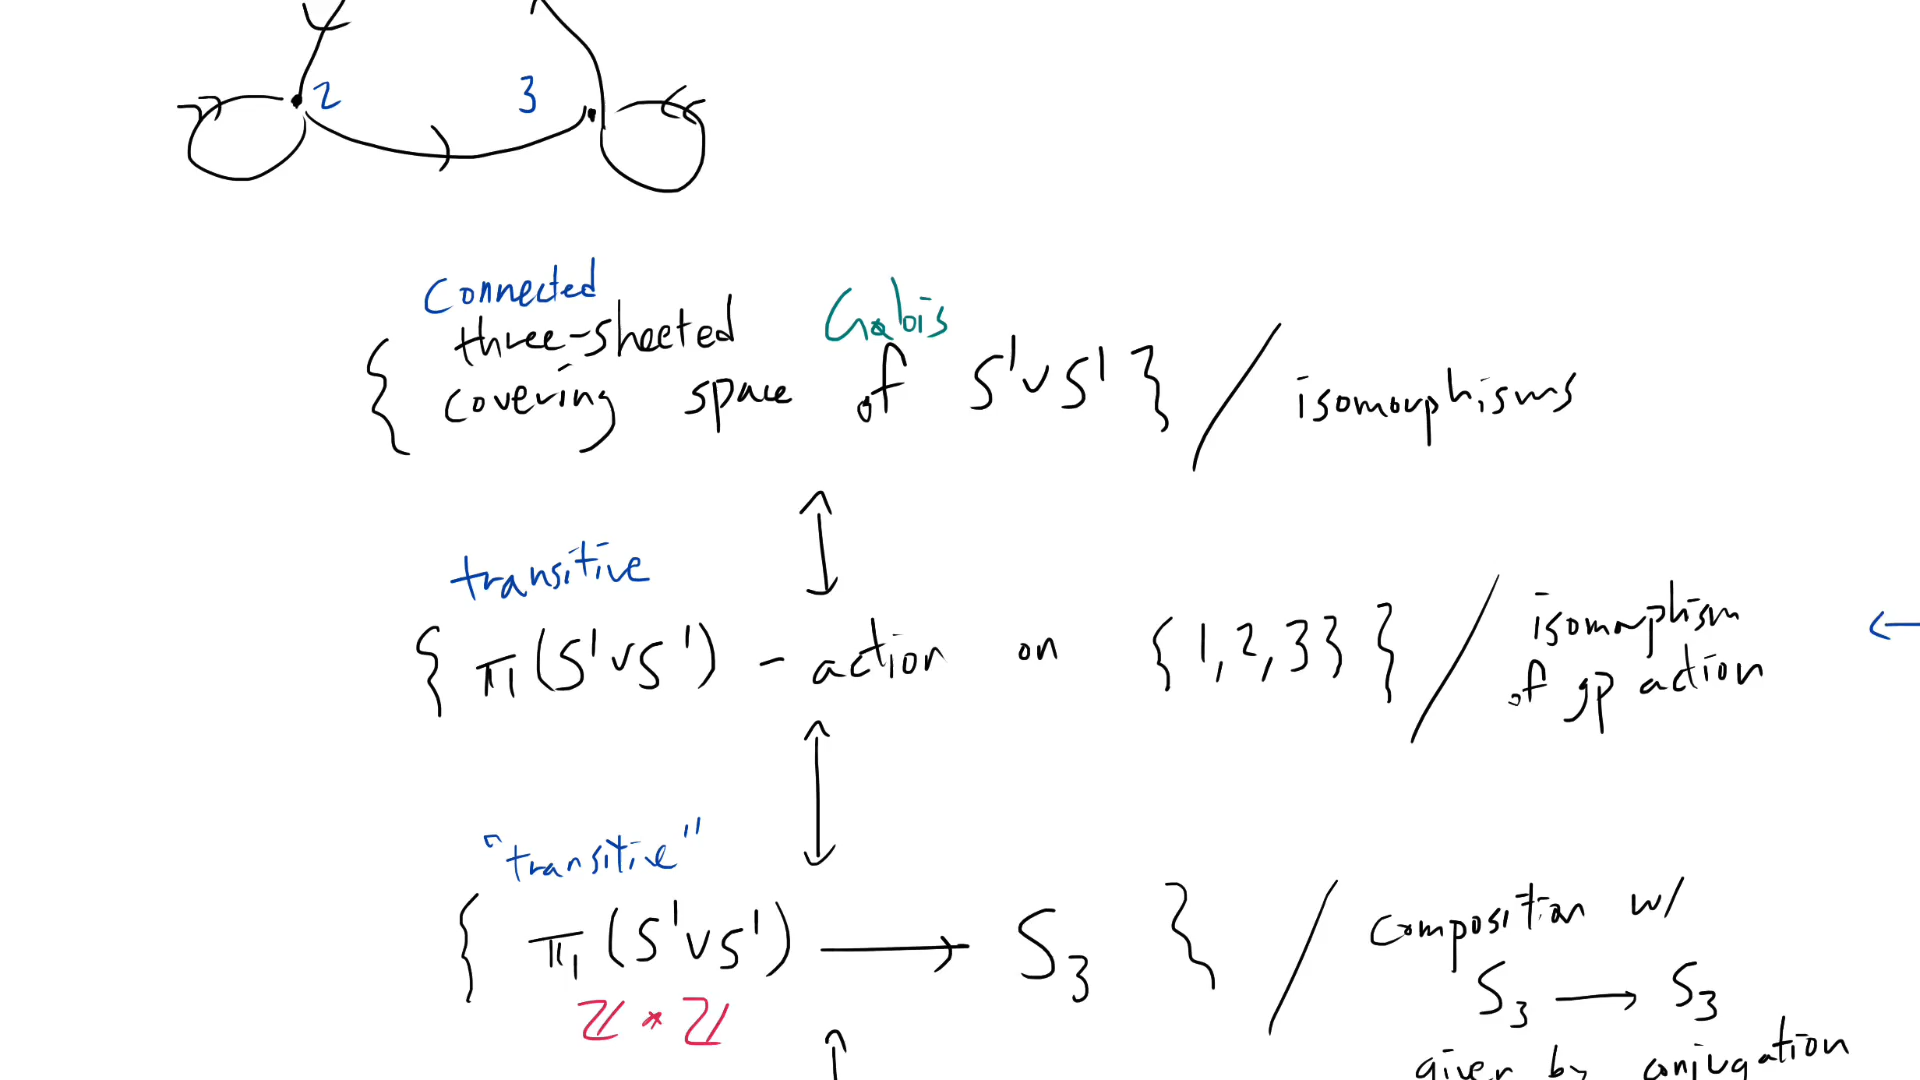 2 3
Connected
three-sheeted Galois
{ covering space of S¹∨S¹ } / isomorphisms
transitive
{ π₁(S¹∨S¹) - action on {1,2,3} } / isomorphism
of gp action
←
"transitive"
{ π₁(S¹∨S¹) ⟶ S₃ } / composition w/
ℤ * ℤ
S₃ ⟶ S₃
given by conjugation